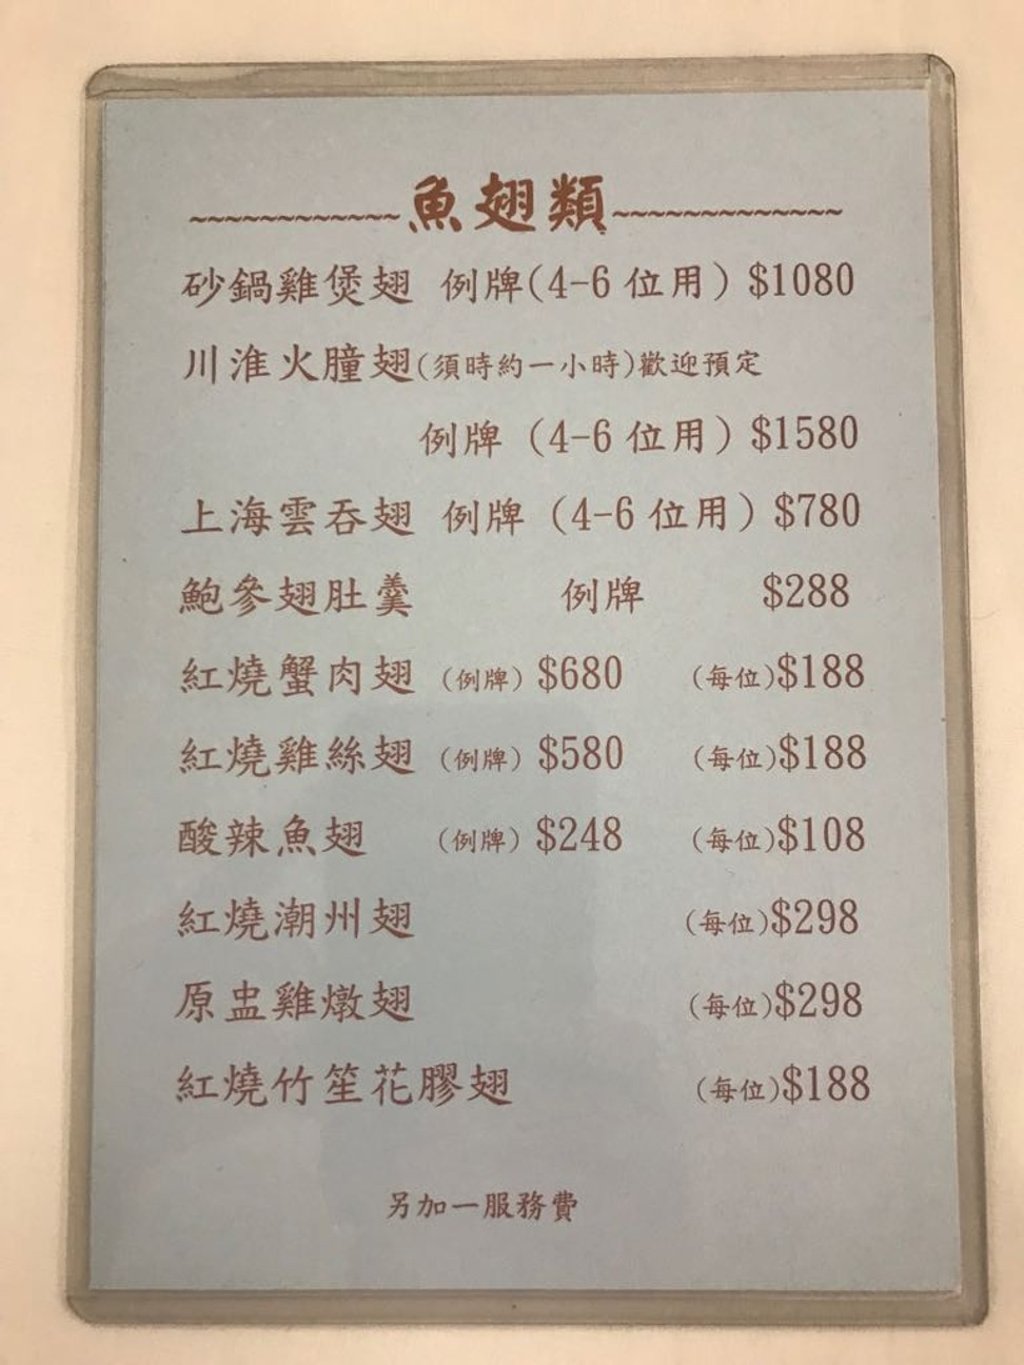 ~~~~~~~~~~~~魚翅類~~~~~~~~~~~~~
砂鍋雞煲翅 例牌(4-6 位用) $1080
川淮火膧翅(須時約一小時)歡迎預定
例牌 (4-6 位用) $1580
上海雲吞翅 例牌 (4-6 位用) $780
鮑參翅肚羹 例牌 $288
紅燒蟹肉翅 (例牌) $680 (每位)$188
紅燒雞絲翅 (例牌) $580 (每位)$188
酸辣魚翅 (例牌) $248 (每位)$108
紅燒潮州翅 (每位)$298
原盅雞燉翅 (每位)$298
紅燒竹笙花膠翅 (每位)$188
另加一服務費